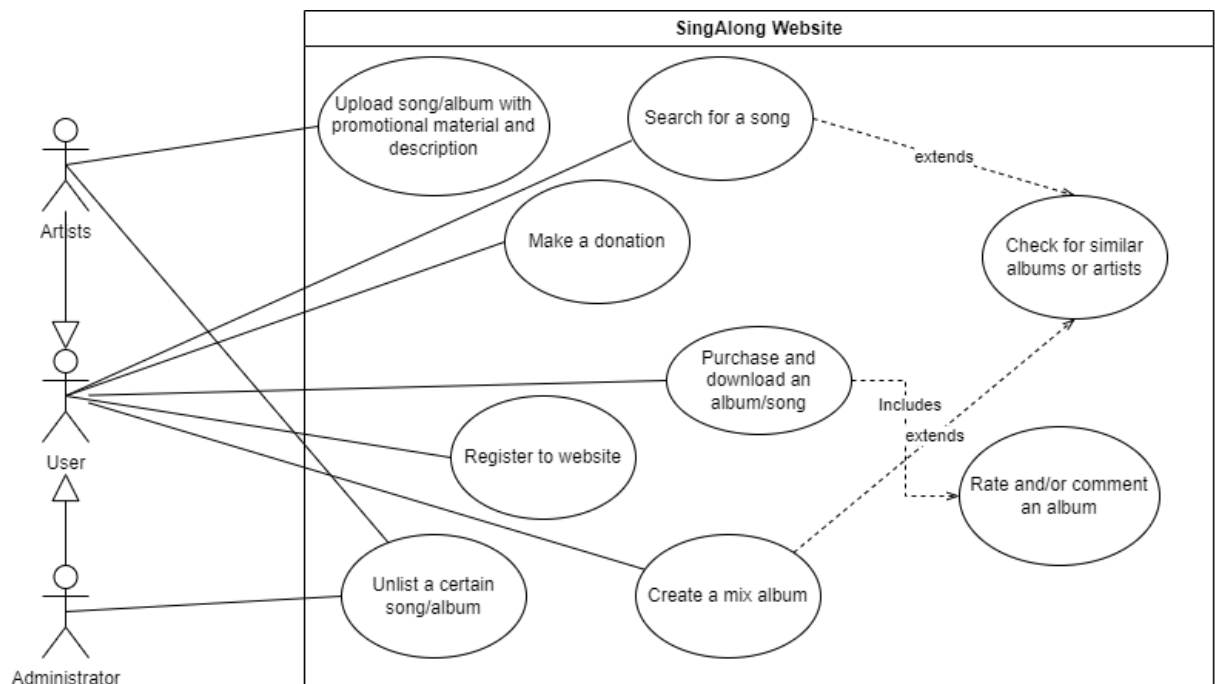 SingAlong Website
Upload song/album with
promotional material and
description
Search for a song
extends
Artists
Make a donation
Check for similar
albums or artists
Purchase and
download an
album/song
Includes
extends
User
Register to website
Rate and/or comment
an album
Unlist a certain
song/album
Create a mix album
Administrator